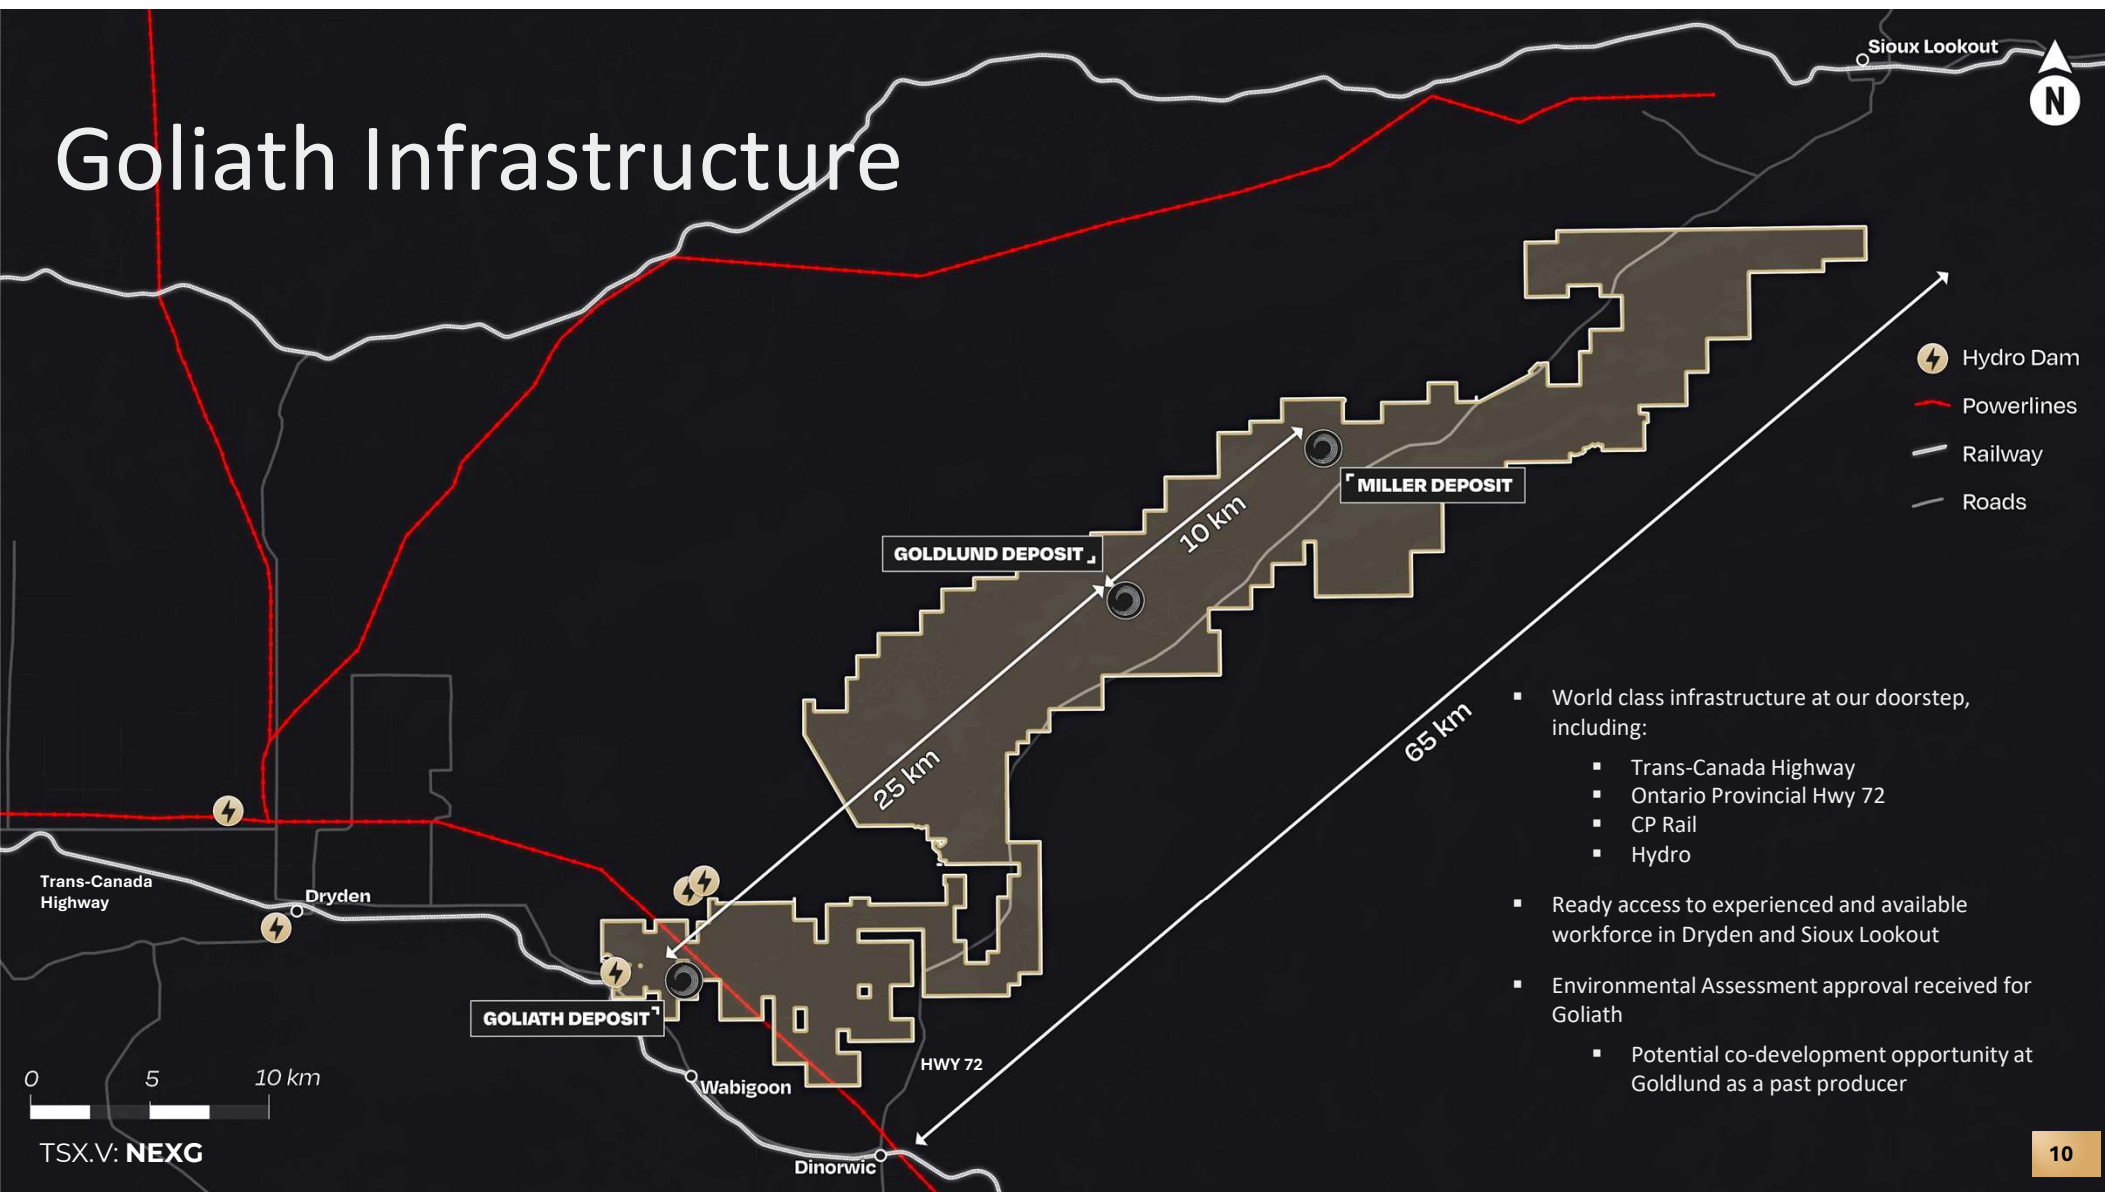 Sioux Lookout
N
Goliath Infrastructure
Hydro Dam
Powerlines
Railway
Roads
MILLER DEPOSIT
10 km
GOLDLUND DEPOSIT
65 km
25 km
▪ World class infrastructure at our doorstep,
including:
▪ Trans-Canada Highway
▪ Ontario Provincial Hwy 72
▪ CP Rail
▪ Hydro
▪ Ready access to experienced and available
workforce in Dryden and Sioux Lookout
▪ Environmental Assessment approval received for
Goliath
▪ Potential co-development opportunity at
Goldlund as a past producer
Trans-Canada
Highway
Dryden
GOLIATH DEPOSIT
HWY 72
Wabigoon
Dinorwic
0 5 10 km
TSX.V: NEXG
10